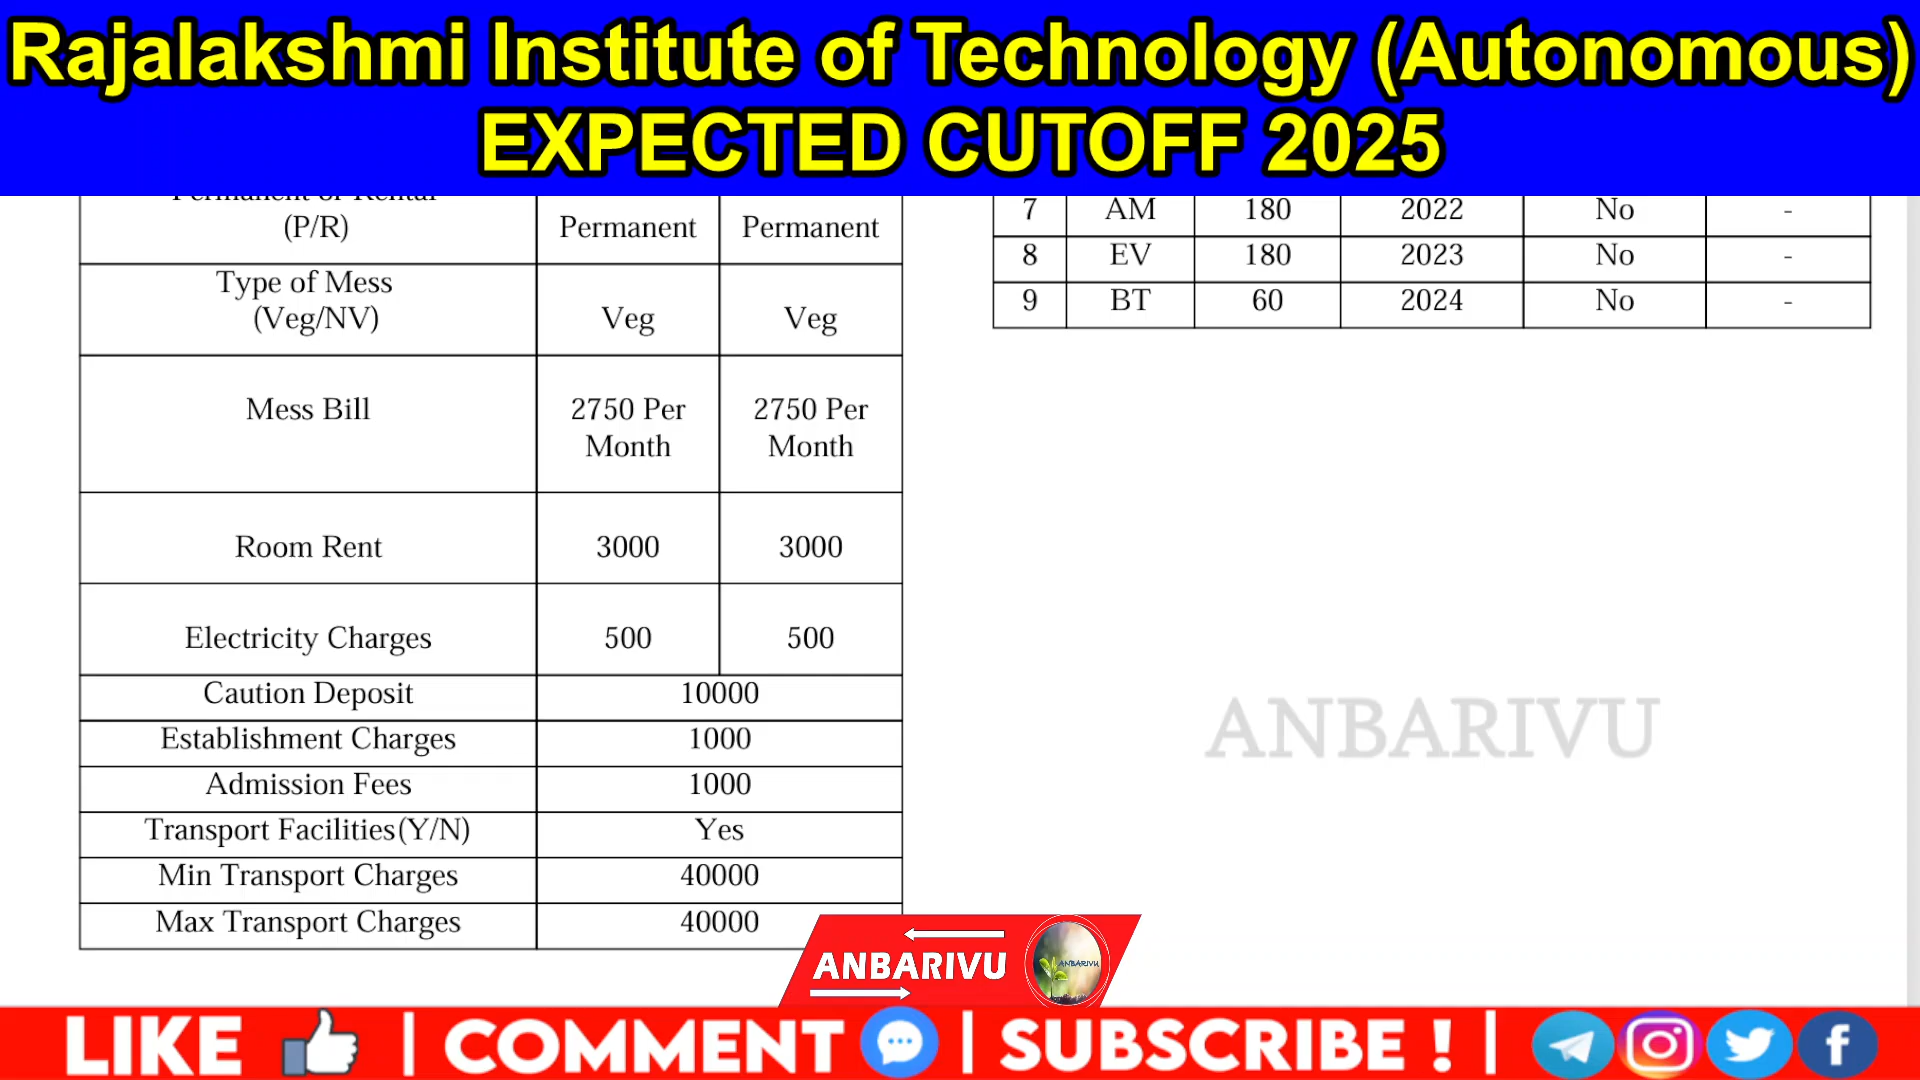 Rajalakshmi Institute of Technology (Autonomous)
EXPECTED CUTOFF 2025
(P/R) Permanent Permanent
Type of Mess
(Veg/NV) Veg Veg
Mess Bill 2750 Per Month 2750 Per Month
Room Rent 3000 3000
Electricity Charges 500 500
Caution Deposit 10000
Establishment Charges 1000
Admission Fees 1000
Transport Facilities(Y/N) Yes
Min Transport Charges 40000
Max Transport Charges 40000
7 AM 180 2022 No -
8 EV 180 2023 No -
9 BT 60 2024 No -
ANBARIVU
ANBARIVU
ANBARIVU
LIKE | COMMENT | SUBSCRIBE ! |